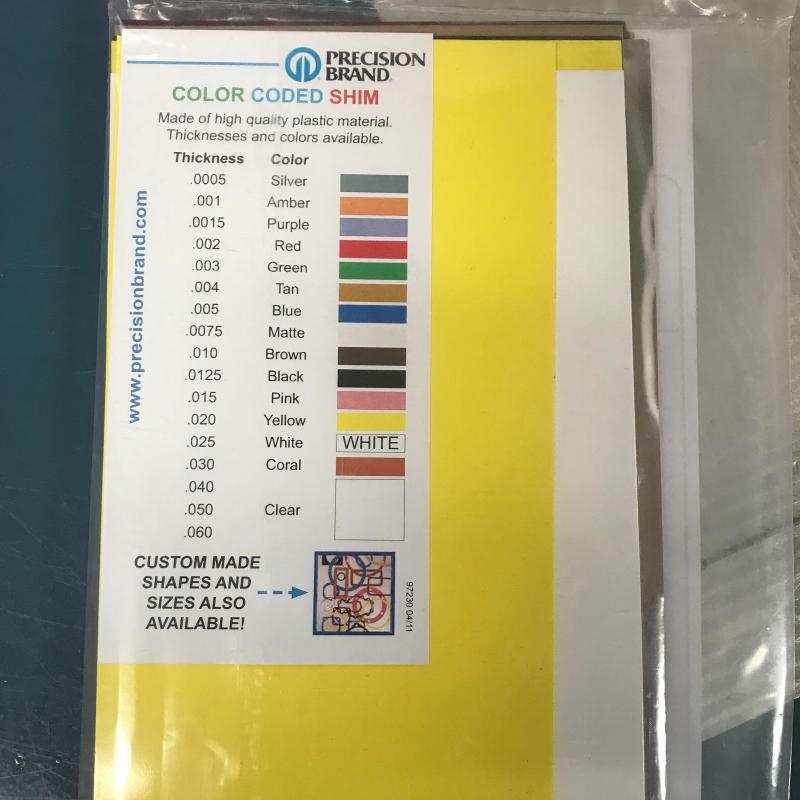 PRECISION
BRAND®
COLOR CODED SHIM
Made of high quality plastic material.
Thicknesses and colors available.
Thickness Color
.0005 Silver
.001 Amber
.0015 Purple
.002 Red
.003 Green
.004 Tan
.005 Blue
.0075 Matte
.010 Brown
.0125 Black
.015 Pink
.020 Yellow
.025 White WHITE
.030 Coral
.040
.050 Clear
.060
CUSTOM MADE
SHAPES AND
SIZES ALSO
AVAILABLE!
97230 04/11
www.precisionbrand.com